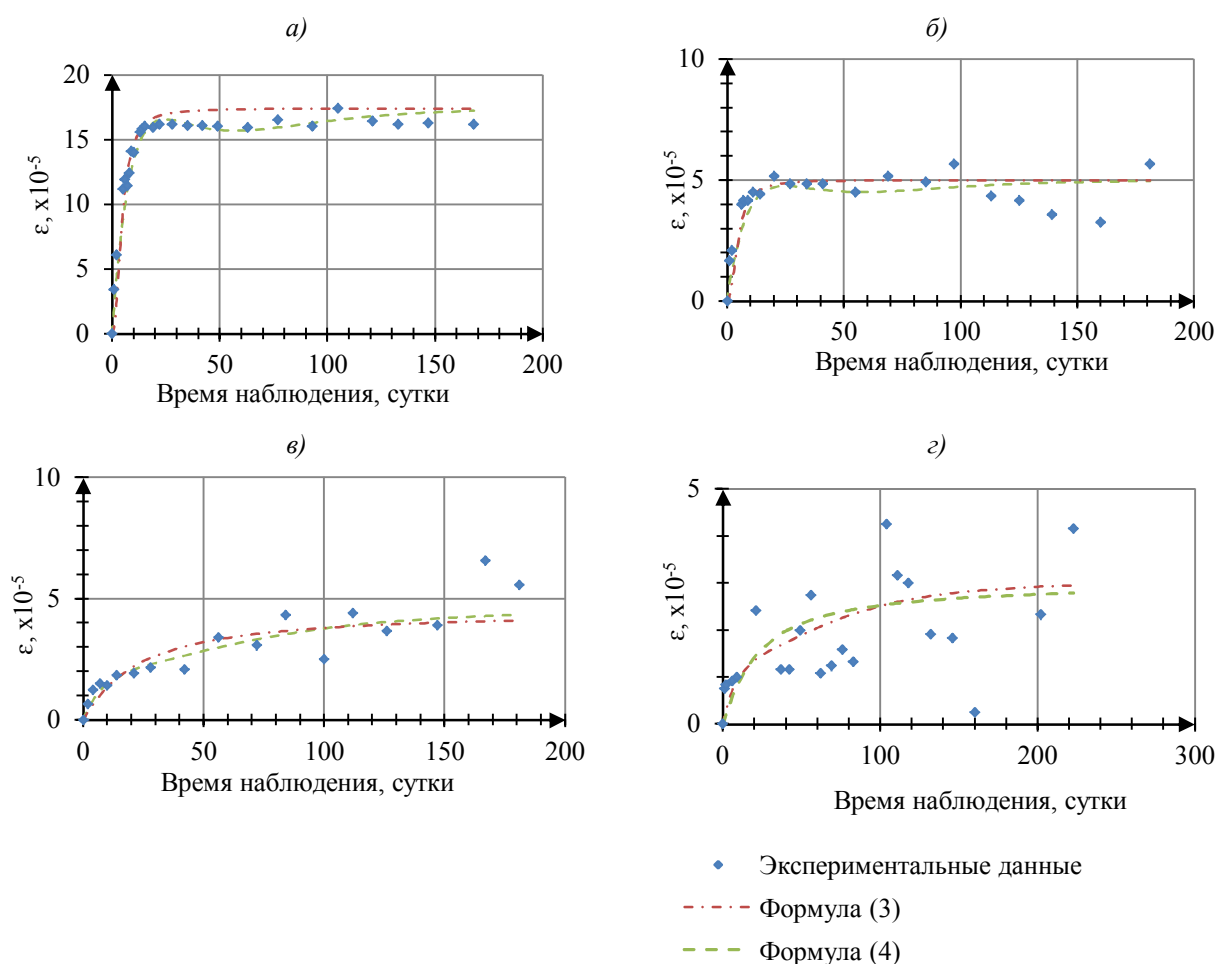 а)
20
15
10
5
0
ε, x10⁻⁵
0 50 100 150 200
Время наблюдения, сутки
б)
10
5
0
ε, x10⁻⁵
0 50 100 150 200
Время наблюдения, сутки
в)
10
5
0
ε, x10⁻⁵
0 50 100 150 200
Время наблюдения, сутки
г)
5
0
ε, x10⁻⁵
0 100 200 300
Время наблюдения, сутки
Экспериментальные данные
Формула (3)
Формула (4)